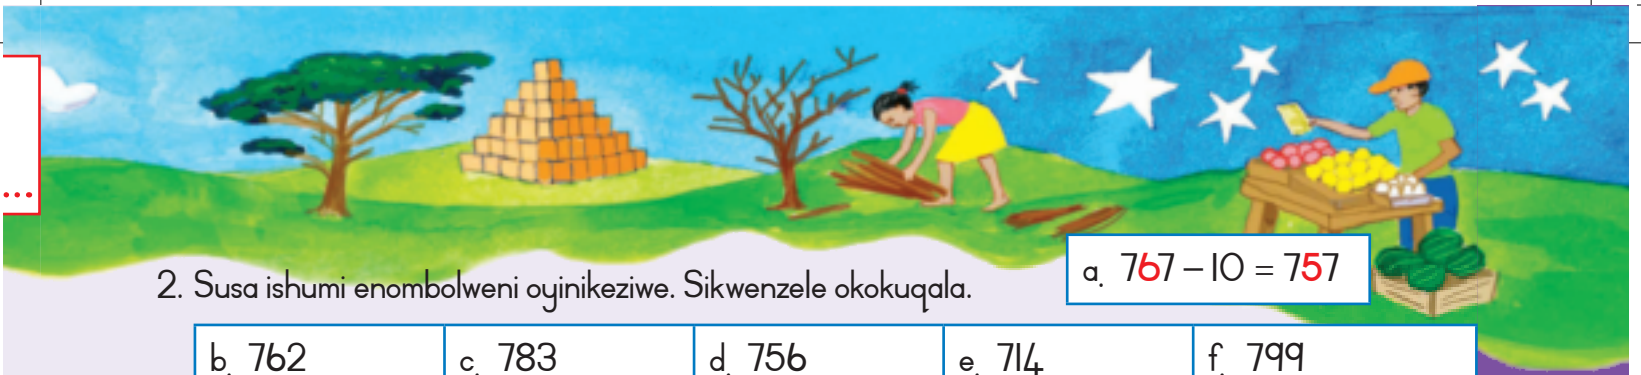 ...
2. Susa ishumi enombolweni oyinikeziwe. Sikwenzele okokuqala.
a. 767 – 10 = 757
b. 762
c. 783
d. 756
e. 714
f. 799